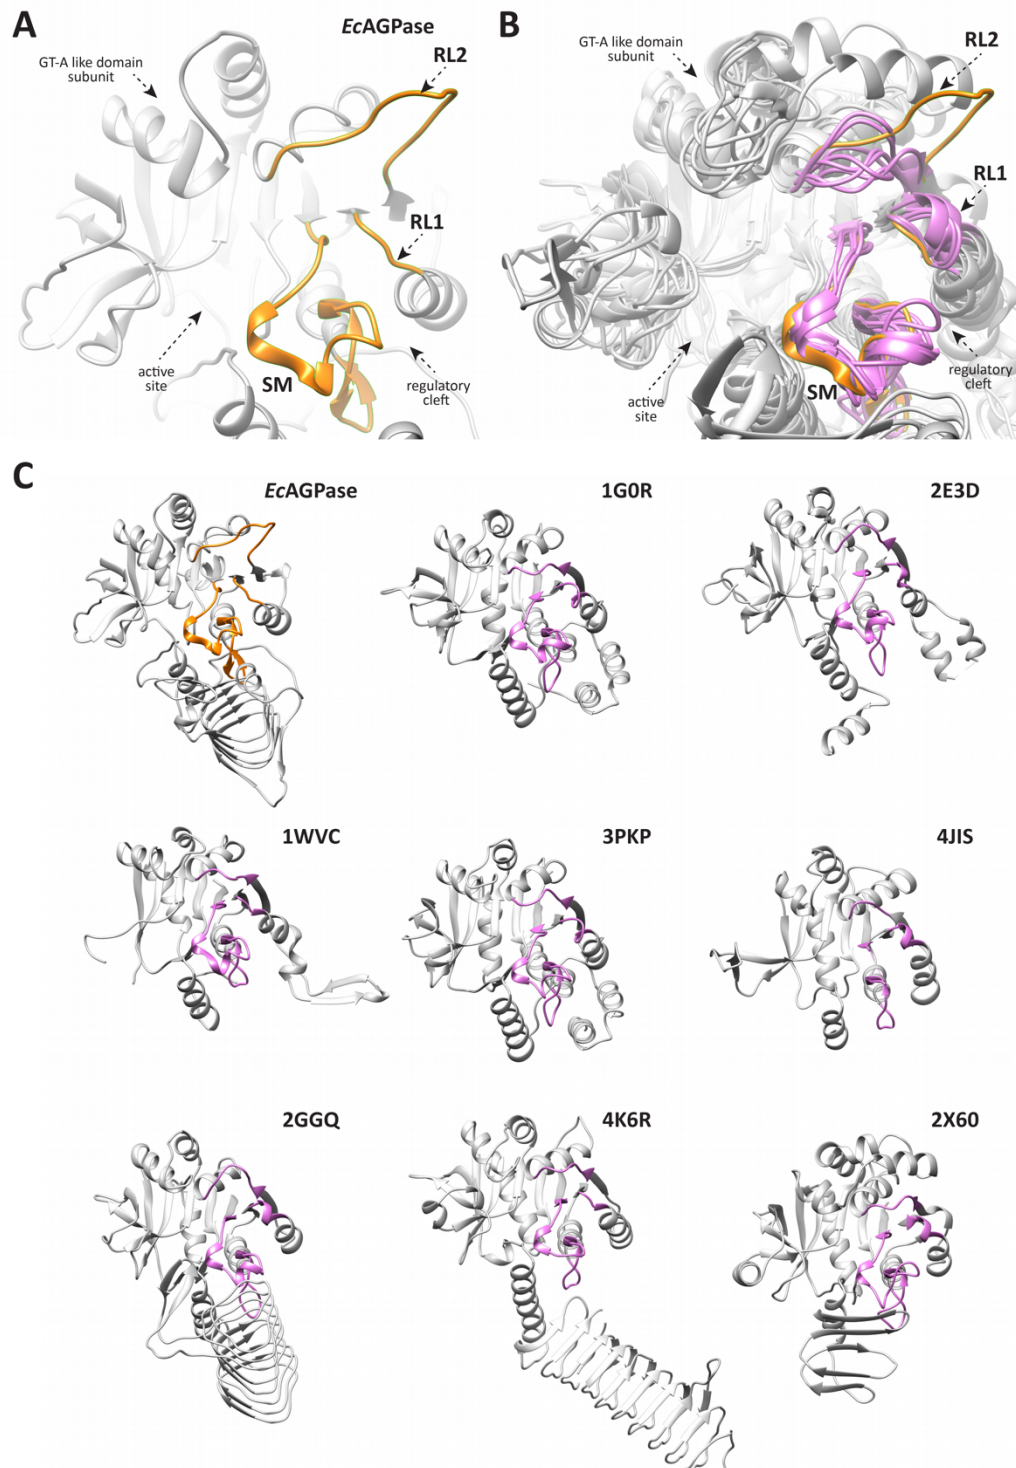 A
EcAGPase
GT-A like domain
subunit
RL2
RL1
active
site
SM
regulatory
cleft
B
GT-A like domain
subunit
RL2
RL1
active
site
SM
regulatory
cleft
C
EcAGPase
1G0R
2E3D
1WVC
3PKP
4JIS
2GGQ
4K6R
2X60